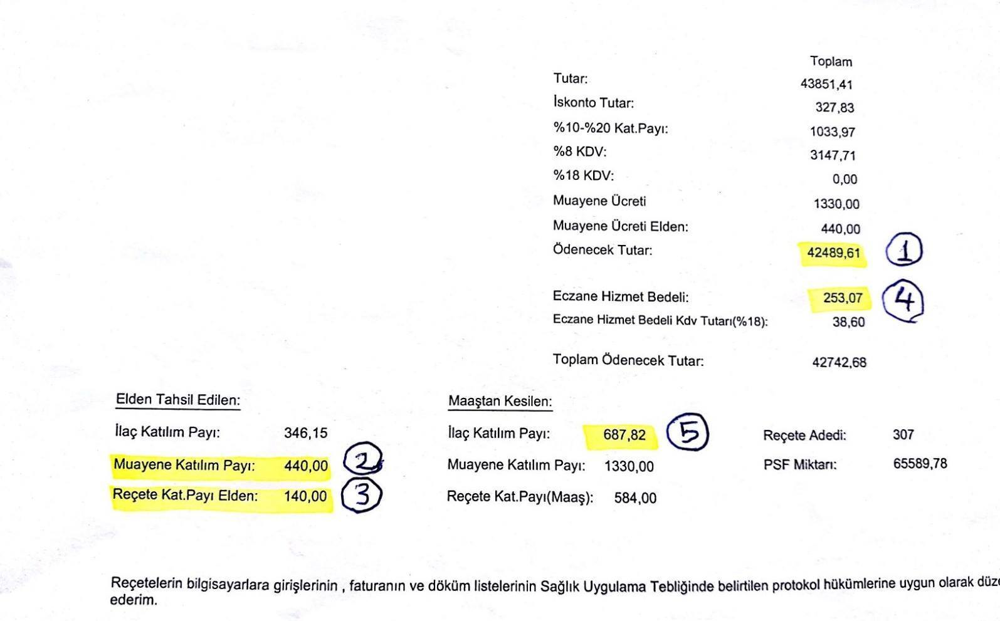 Toplam
Tutar: 43851,41
İskonto Tutar: 327,83
%10-%20 Kat.Payı: 1033,97
%8 KDV: 3147,71
%18 KDV: 0,00
Muayene Ücreti 1330,00
Muayene Ücreti Elden: 440,00
Ödenecek Tutar: 42489,61 1
Eczane Hizmet Bedeli: 253,07 4
Eczane Hizmet Bedeli Kdv Tutarı(%18): 38,60
Toplam Ödenecek Tutar: 42742,68
Elden Tahsil Edilen: Maaştan Kesilen:
İlaç Katılım Payı: 346,15 İlaç Katılım Payı: 687,82 5 Reçete Adedi: 307
Muayene Katılım Payı: 440,00 2 Muayene Katılım Payı: 1330,00 PSF Miktarı: 65589,78
Reçete Kat.Payı Elden: 140,00 3 Reçete Kat.Payı(Maaş): 584,00
Reçetelerin bilgisayarlara girişlerinin , faturanın ve döküm listelerinin Sağlık Uygulama Tebliğinde belirtilen protokol hükümlerine uygun olarak düze
ederim.